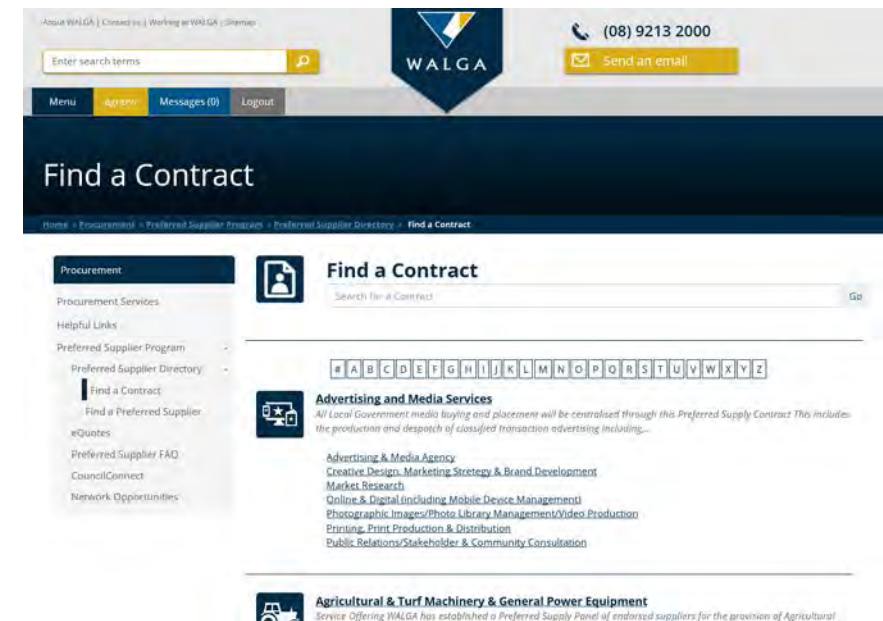 About WALGA | Contact us | Working at WALGA | Sitemap
(08) 9213 2000
Enter search terms
WALGA
Send an email
Menu
Messages (0)
Logout
Find a Contract
Home > Procurement > Preferred Supplier Program > Preferred Supplier Directory > Find a Contract
Procurement
Procurement Services
Helpful Links
Preferred Supplier Program -
Preferred Supplier Directory -
Find a Contract
Find a Preferred Supplier
eQuotes
Preferred Supplier FAQ
CouncilConnect
Network Opportunities
Find a Contract
Search for a Contract
Go
# A B C D E F G H I J K L M N O P Q R S T U V W X Y Z
Advertising and Media Services
All Local Government media buying and placement will be centralised through this Preferred Supply Contract This includes
the production and despatch of classified transaction advertising including,..
Advertising & Media Agency
Creative Design, Marketing Stretegy & Brand Development
Market Research
Online & Digital (including Mobile Device Management)
Photographic Images/Photo Library Management/Video Production
Printing, Print Production & Distribution
Public Relations/Stakeholder & Community Consultation
Agricultural & Turf Machinery & General Power Equipment
Service Offering WALGA has established a Preferred Supply Panel of endorsed suppliers for the provision of Agricultural